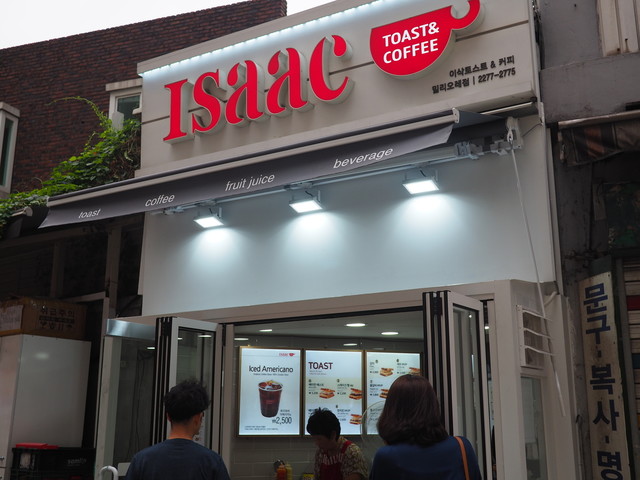 ISaac
TOAST&
COFFEE
이삭토스트 & 커피
밀리오레점 | 2277-2775
toast coffee fruit juice beverage
Iced Americano
₩2,500
TOAST
문구·복사·명